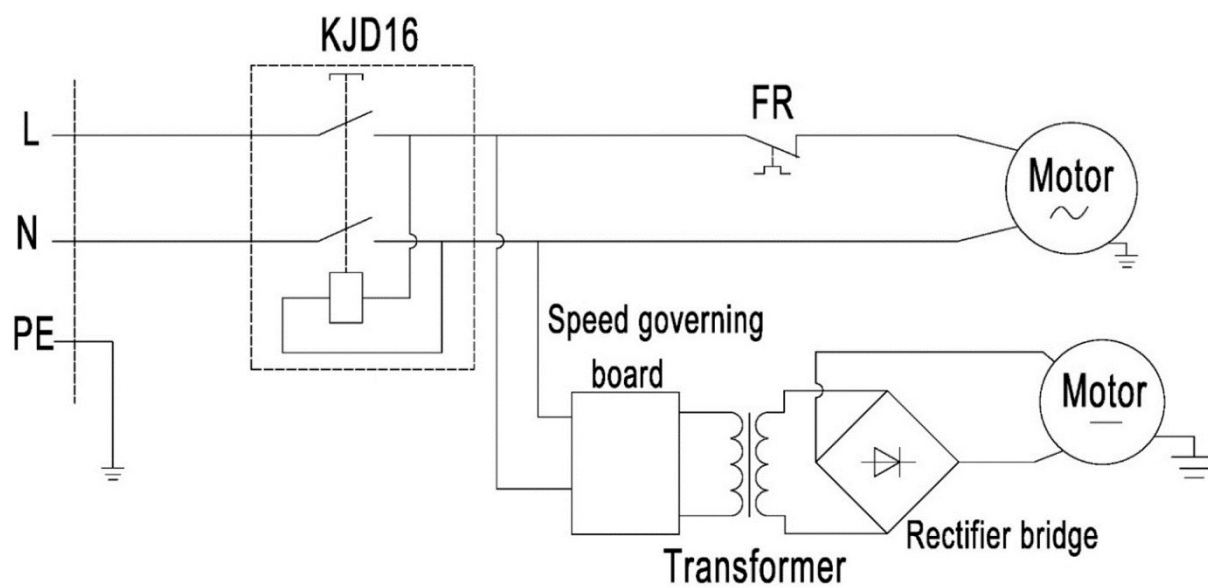 KJD16
L
FR
Motor
N
Speed governing
board
PE
Motor
Rectifier bridge
Transformer